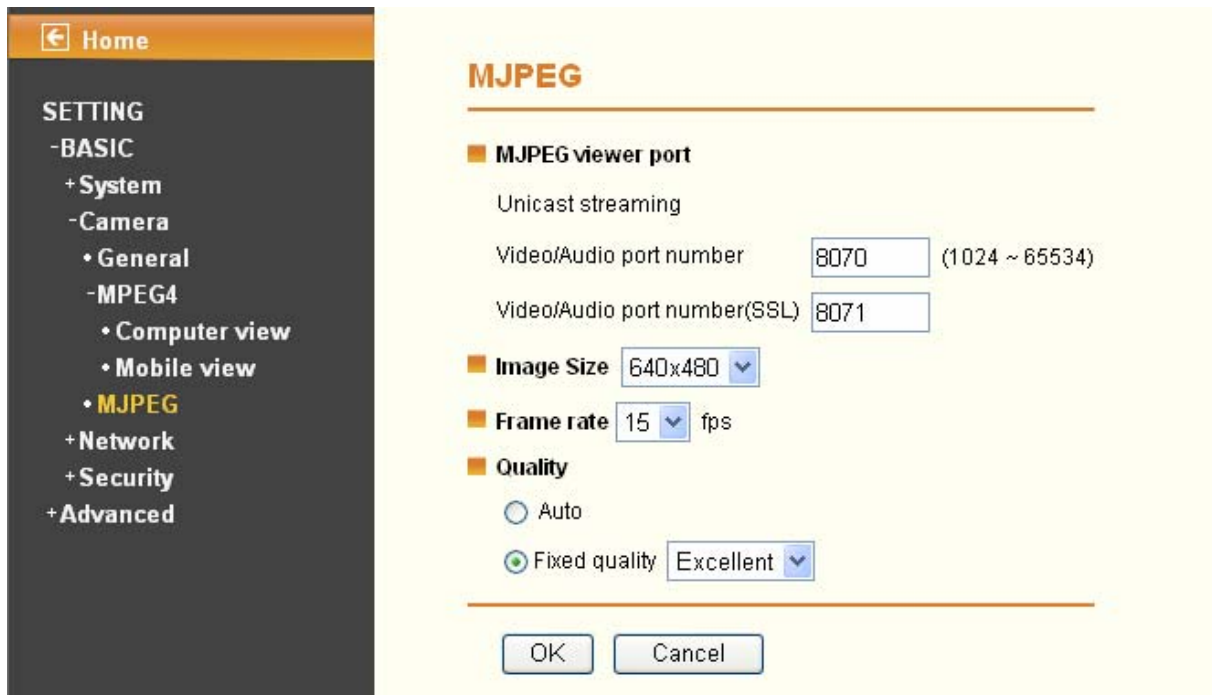 Home
SETTING
-BASIC
+System
-Camera
•General
-MPEG4
•Computer view
•Mobile view
•MJPEG
+Network
+Security
+Advanced
MJPEG
MJPEG viewer port
Unicast streaming
Video/Audio port number 8070 (1024 ~ 65534)
Video/Audio port number(SSL) 8071
Image Size 640x480
Frame rate 15 fps
Quality
Auto
Fixed quality Excellent
OK Cancel